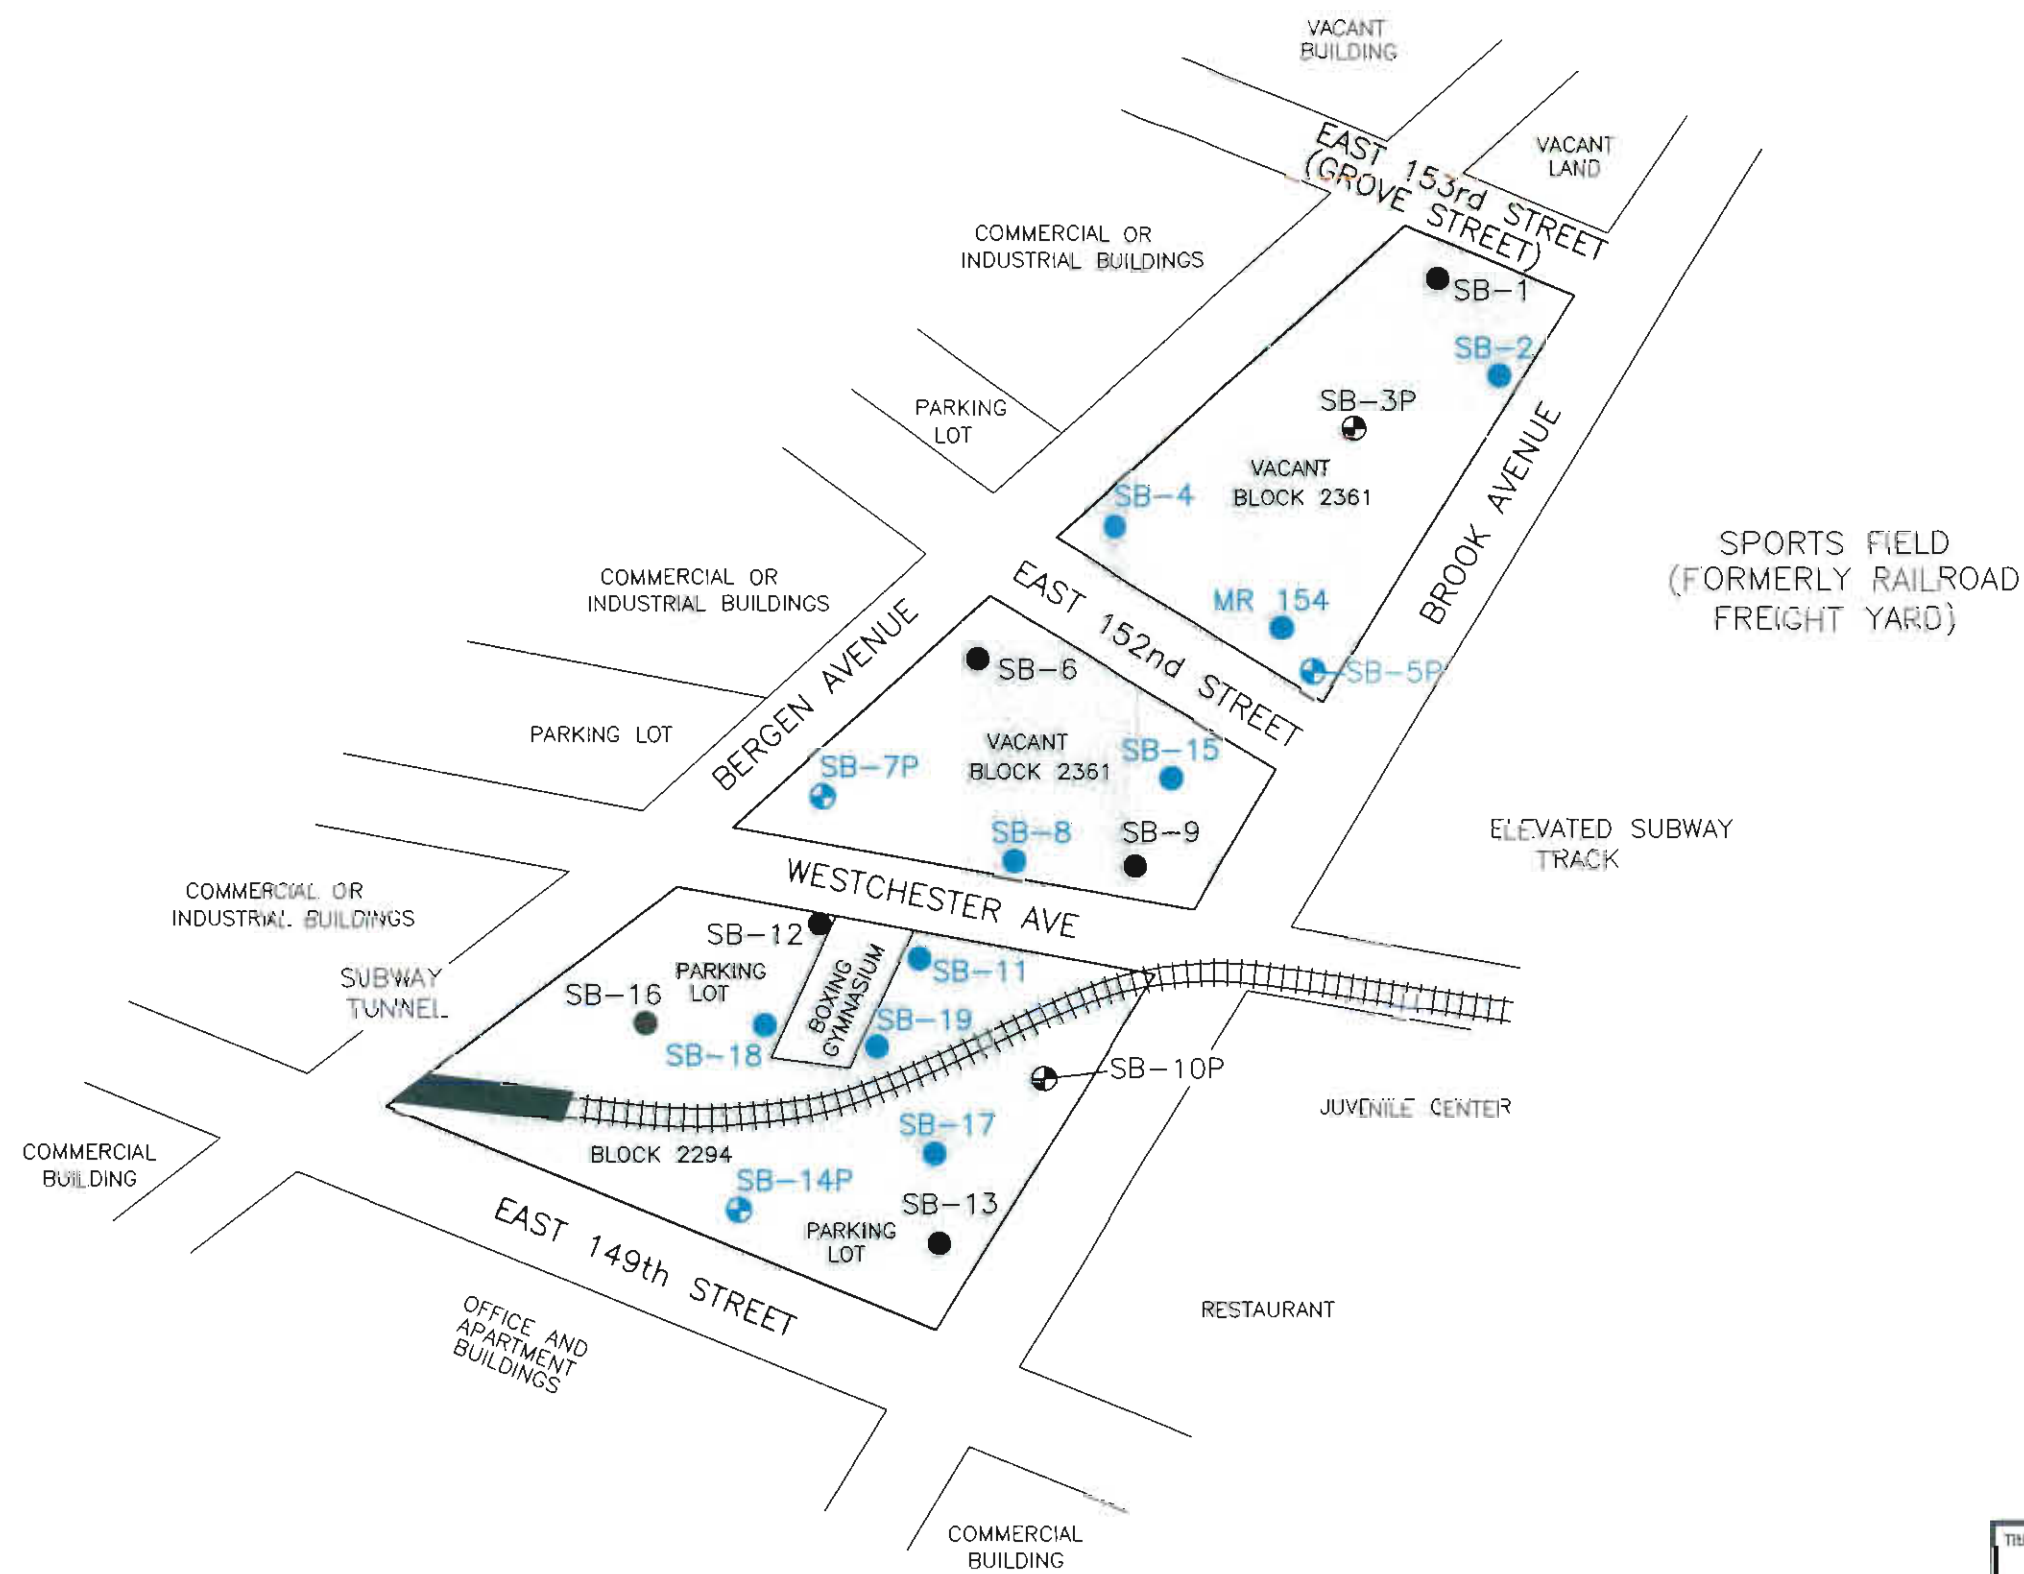 VACANT
BUILDING
VACANT
LAND
EAST 153rd STREET
(GROVE STREET)
COMMERCIAL OR
INDUSTRIAL BUILDINGS
SB-1
SB-2
SB-3P
PARKING
LOT
VACANT
BLOCK 2361
SB-4
BROOK AVENUE
SPORTS FIELD
(FORMERLY RAILROAD
FREIGHT YARD)
COMMERCIAL OR
INDUSTRIAL BUILDINGS
EAST 152nd STREET
MR 154
SB-5P
BERGEN AVENUE
SB-6
PARKING LOT
VACANT
BLOCK 2361
SB-15
SB-7P
SB-8
SB-9
ELEVATED SUBWAY
TRACK
WESTCHESTER AVE
COMMERCIAL OR
INDUSTRIAL BUILDINGS
SB-12
SUBWAY
TUNNEL
PARKING
LOT
BOXING
GYMNASIUM
SB-11
SB-16
SB-18
SB-19
SB-10P
JUVENILE CENTER
COMMERCIAL
BUILDING
BLOCK 2294
SB-17
SB-14P
SB-13
PARKING
LOT
EAST 149th STREET
OFFICE AND
APARTMENT
BUILDINGS
RESTAURANT
COMMERCIAL
BUILDING